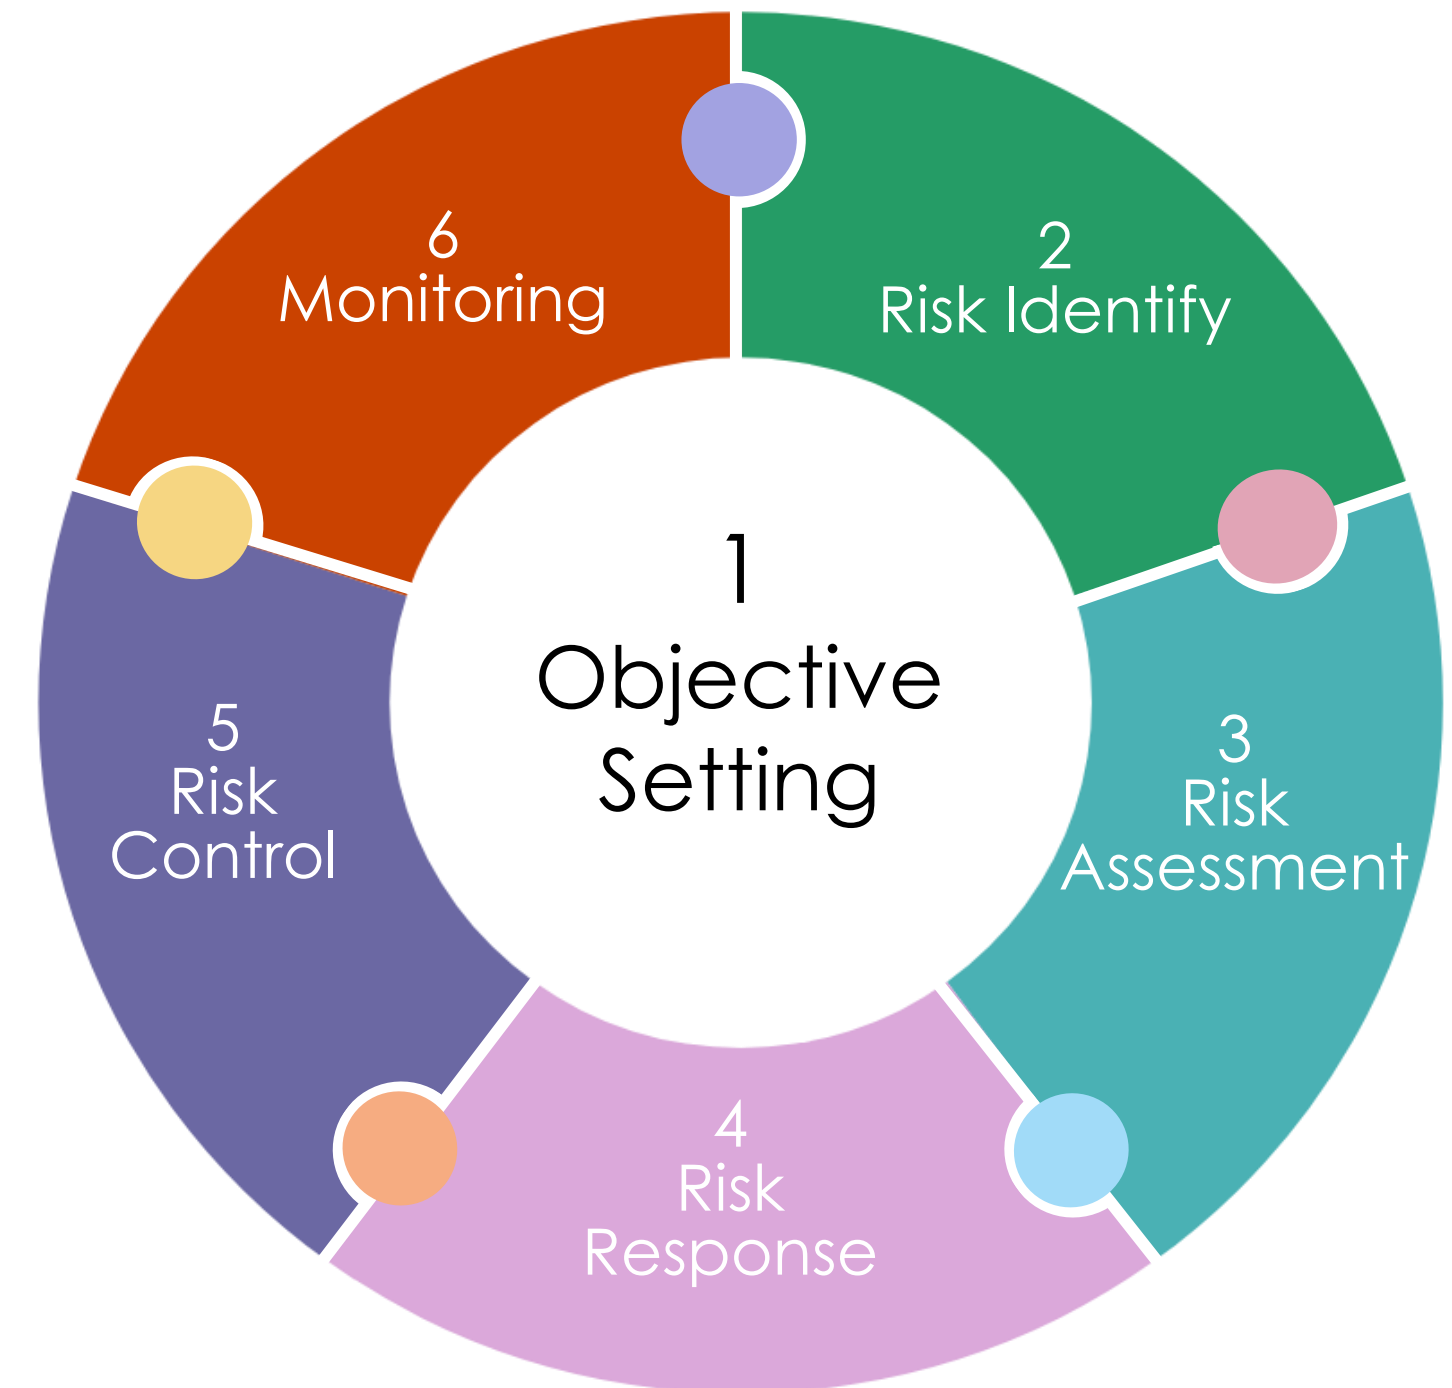 1
Objective
Setting
2
Risk Identify
3
Risk
Assessment
4
Risk
Response
5
Risk
Control
6
Monitoring